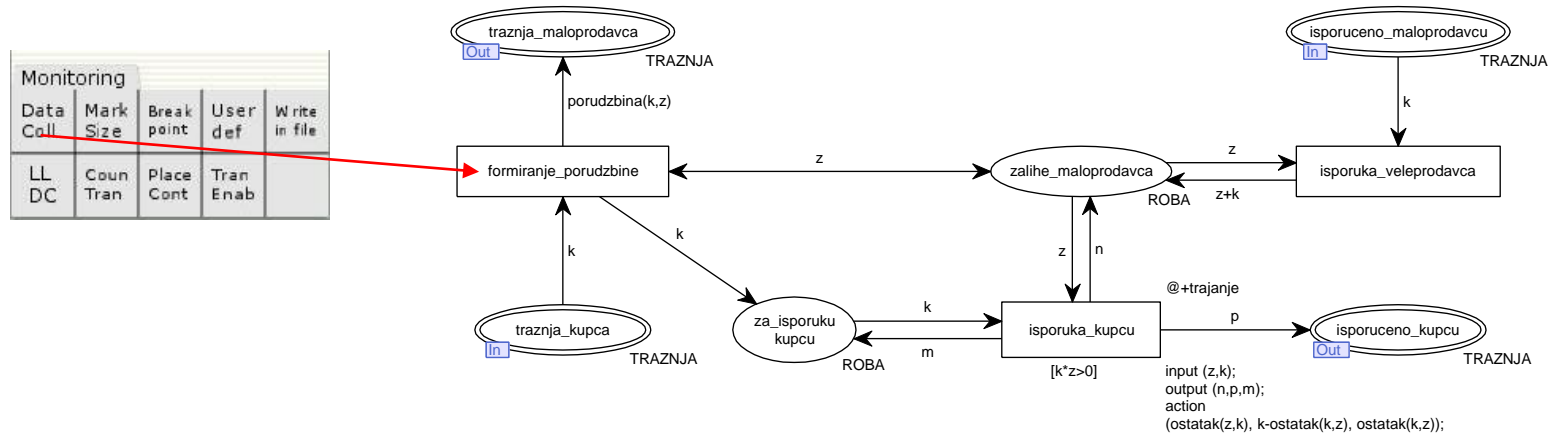 Monitoring
Data Coll
Mark Size
Break point
User def
Write in file
LL DC
Coun Tran
Place Cont
Tran Enab
traznja_maloprodavca
Out
TRAZNJA
isporuceno_maloprodavcu
In
TRAZNJA
porudzbina(k,z)
k
formiranje_porudzbine
z
zalihe_maloprodavca
ROBA
z
z+k
isporuka_veleprodavca
k
k
z
n
traznja_kupca
In
TRAZNJA
za_isporuku
kupcu
ROBA
k
m
isporuka_kupcu
[k*z>0]
@+trajanje
p
isporuceno_kupcu
Out
TRAZNJA
input (z,k);
output (n,p,m);
action
(ostatak(z,k), k-ostatak(k,z), ostatak(k,z));